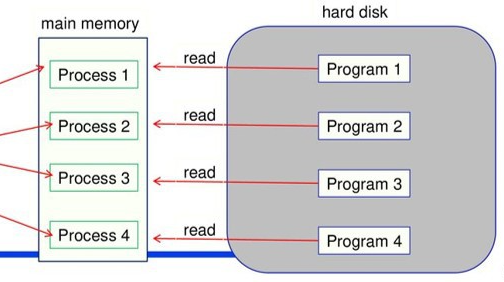 hard disk
main memory
Process 1
read
Program 1
Process 2
read
Program 2
Process 3
read
Program 3
Process 4
read
Program 4